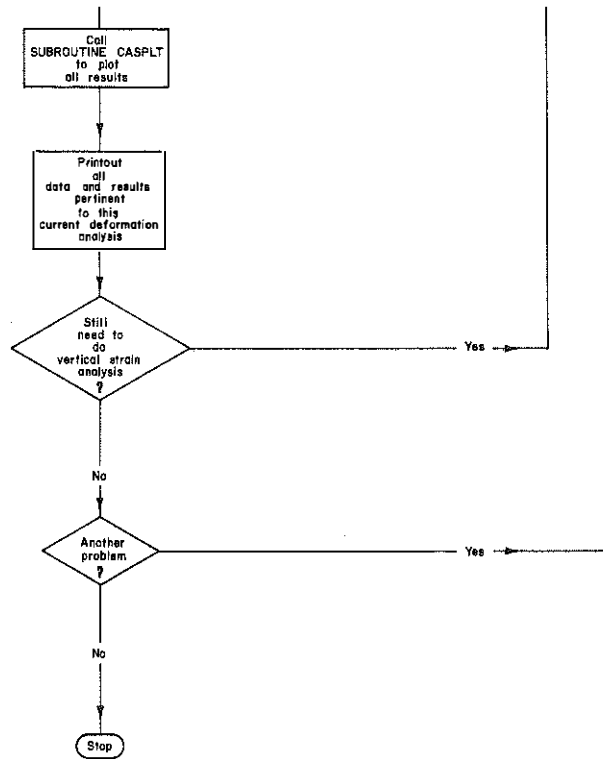 Call
SUBROUTINE CASPLT
to plot
all results
Printout
all
data and results
pertinent
to this
current deformation
analysis
Still
need to
do
vertical strain
analysis
?
Yes
No
Another
problem
?
Yes
No
Stop